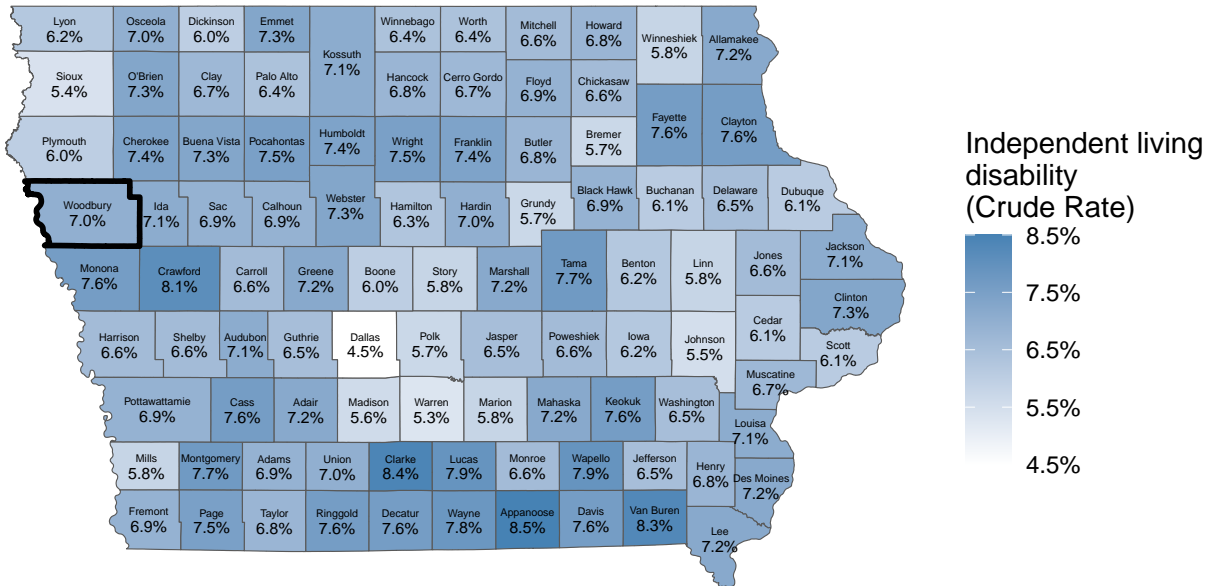 Lyon
6.2%
Osceola
7.0%
Dickinson
6.0%
Emmet
7.3%
Kossuth
7.1%
Winnebago
6.4%
Worth
6.4%
Mitchell
6.6%
Howard
6.8%
Winneshiek
5.8%
Allamakee
7.2%
Sioux
5.4%
O'Brien
7.3%
Clay
6.7%
Palo Alto
6.4%
Hancock
6.8%
Cerro Gordo
6.7%
Floyd
6.9%
Chickasaw
6.6%
Fayette
7.6%
Clayton
7.6%
Plymouth
6.0%
Cherokee
7.4%
Buena Vista
7.3%
Pocahontas
7.5%
Humboldt
7.4%
Wright
7.5%
Franklin
7.4%
Butler
6.8%
Bremer
5.7%
Woodbury
7.0%
Ida
7.1%
Sac
6.9%
Calhoun
6.9%
Webster
7.3%
Hamilton
6.3%
Hardin
7.0%
Grundy
5.7%
Black Hawk
6.9%
Buchanan
6.1%
Delaware
6.5%
Dubuque
6.1%
Monona
7.6%
Crawford
8.1%
Carroll
6.6%
Greene
7.2%
Boone
6.0%
Story
5.8%
Marshall
7.2%
Tama
7.7%
Benton
6.2%
Linn
5.8%
Jones
6.6%
Jackson
7.1%
Clinton
7.3%
Harrison
6.6%
Shelby
6.6%
Audubon
7.1%
Guthrie
6.5%
Dallas
4.5%
Polk
5.7%
Jasper
6.5%
Poweshiek
6.6%
Iowa
6.2%
Johnson
5.5%
Cedar
6.1%
Scott
6.1%
Muscatine
6.7%
Pottawattamie
6.9%
Cass
7.6%
Adair
7.2%
Madison
5.6%
Warren
5.3%
Marion
5.8%
Mahaska
7.2%
Keokuk
7.6%
Washington
6.5%
Louisa
7.1%
Mills
5.8%
Montgomery
7.7%
Adams
6.9%
Union
7.0%
Clarke
8.4%
Lucas
7.9%
Monroe
6.6%
Wapello
7.9%
Jefferson
6.5%
Henry
6.8%
Des Moines
7.2%
Fremont
6.9%
Page
7.5%
Taylor
6.8%
Ringgold
7.6%
Decatur
7.6%
Wayne
7.8%
Appanoose
8.5%
Davis
7.6%
Van Buren
8.3%
Lee
7.2%
Independent living
disability
(Crude Rate)
8.5%
7.5%
6.5%
5.5%
4.5%